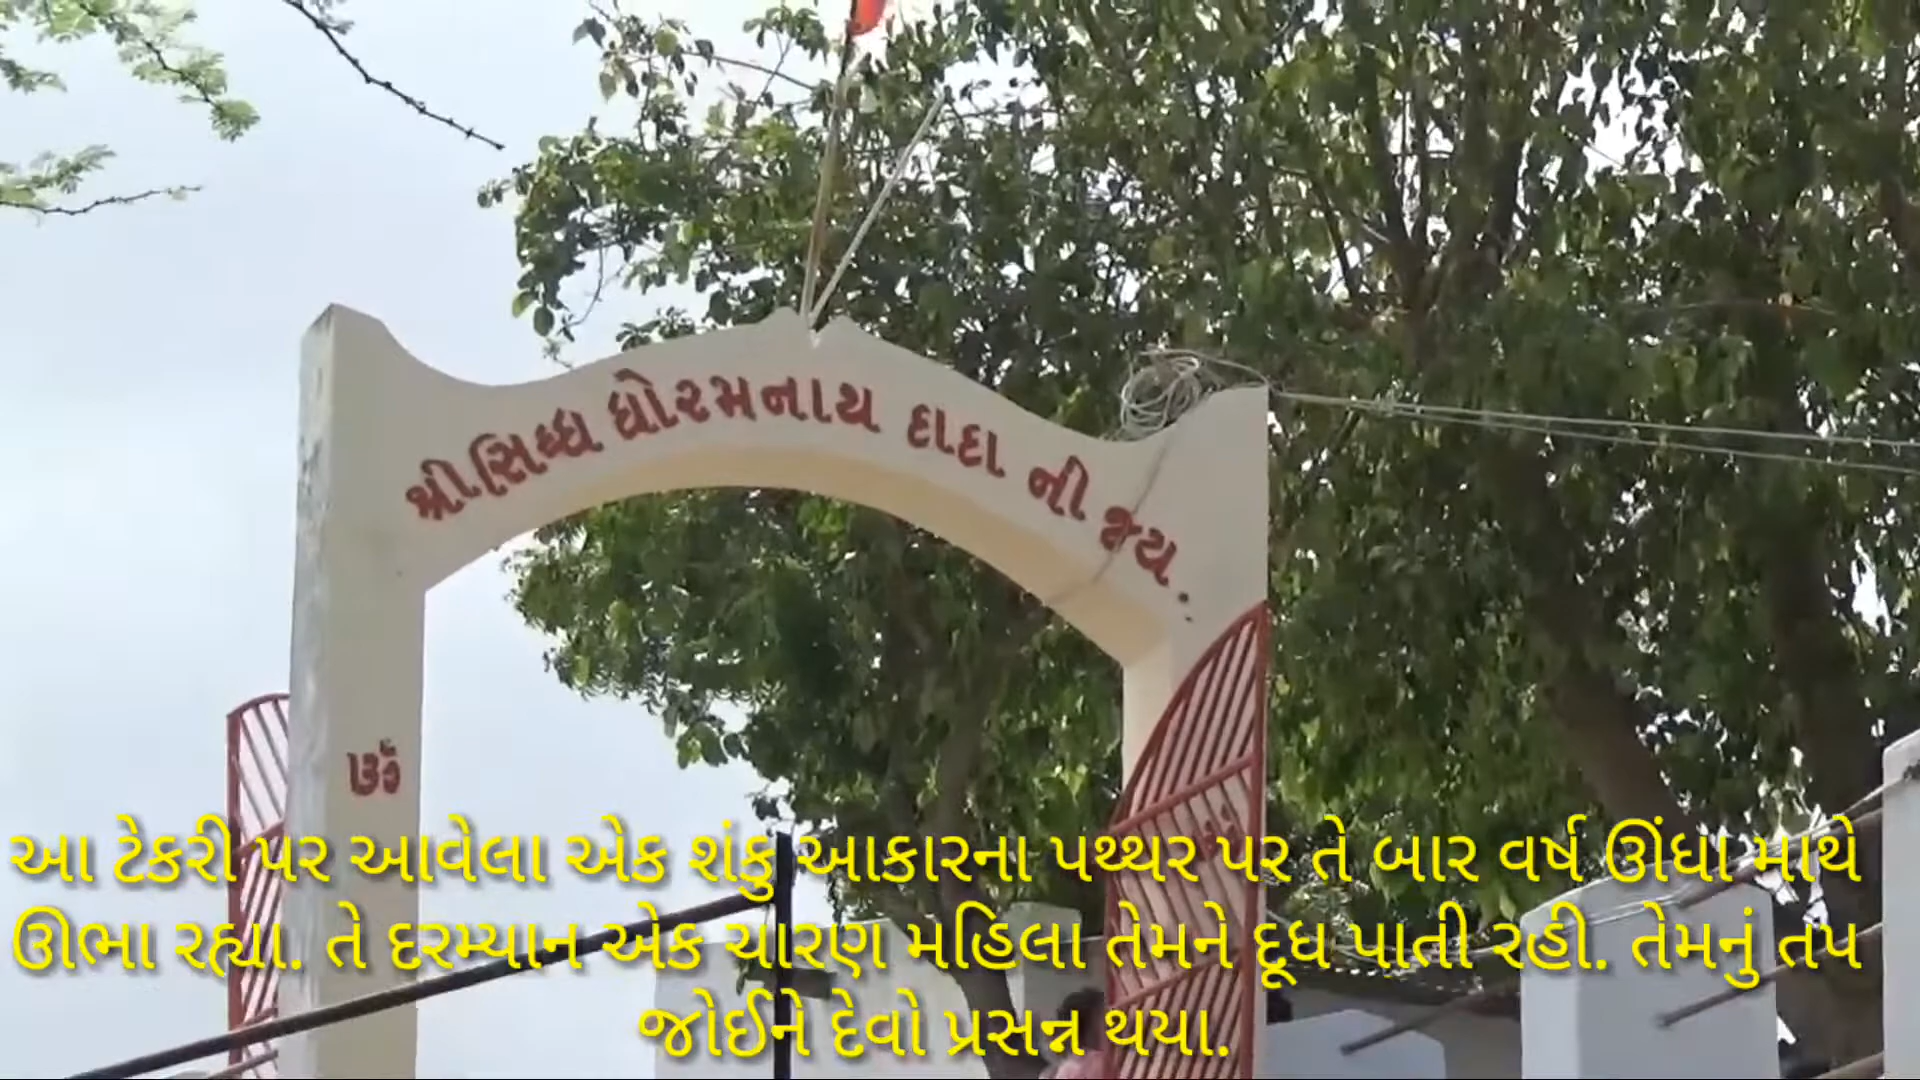 શ્રી સિધ્ધ ધોરમનાથ દાદા ની જય
ૐ
આ ટેકરી પર આવેલા એક શંકુ આકારના પથ્થર પર તે બાર વર્ષ ઊંધા માથે
ઊભા રહ્યા. તે દરમ્યાન એક ચારણ મહિલા તેમને દૂધ પાતી રહી. તેમનું તપ
જોઈને દેવો પ્રસન્ન થયા.